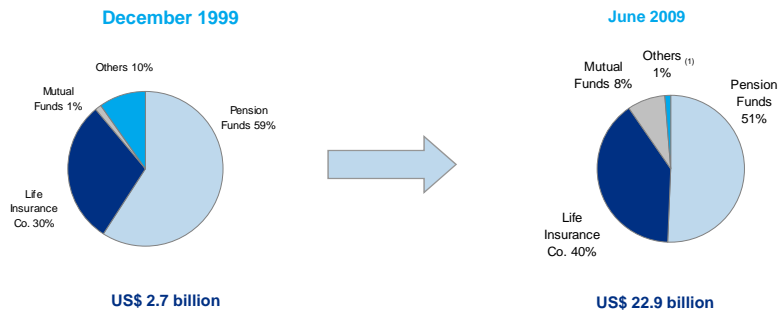 December 1999
Others 10%
Mutual
Funds 1%
Pension
Funds 59%
Life
Insurance
Co. 30%
US$ 2.7 billion
June 2009
Others (1)
1%
Mutual
Funds 8%
Pension
Funds
51%
Life
Insurance
Co. 40%
US$ 22.9 billion